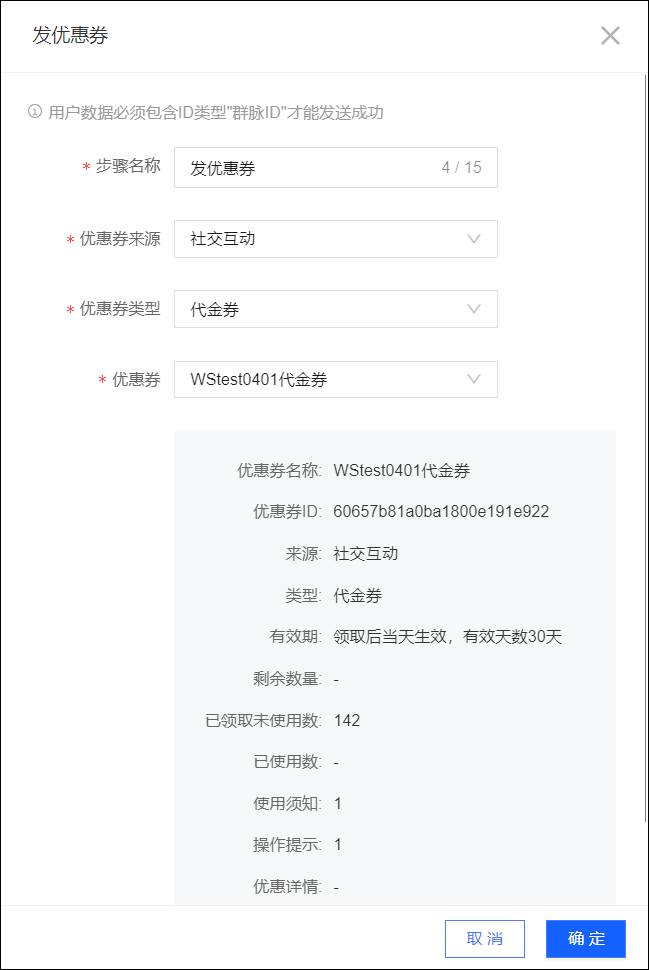 发优惠券
用户数据必须包含ID类型"群脉ID"才能发送成功
* 步骤名称 发优惠券 4 / 15
* 优惠券来源 社交互动
* 优惠券类型 代金券
* 优惠券 WStest0401代金券
优惠券名称: WStest0401代金券
优惠券ID: 60657b81a0ba1800e191e922
来源: 社交互动
类型: 代金券
有效期: 领取后当天生效，有效天数30天
剩余数量: -
已领取未使用数: 142
已使用数: -
使用须知: 1
操作提示: 1
优惠详情: -
取 消 确 定